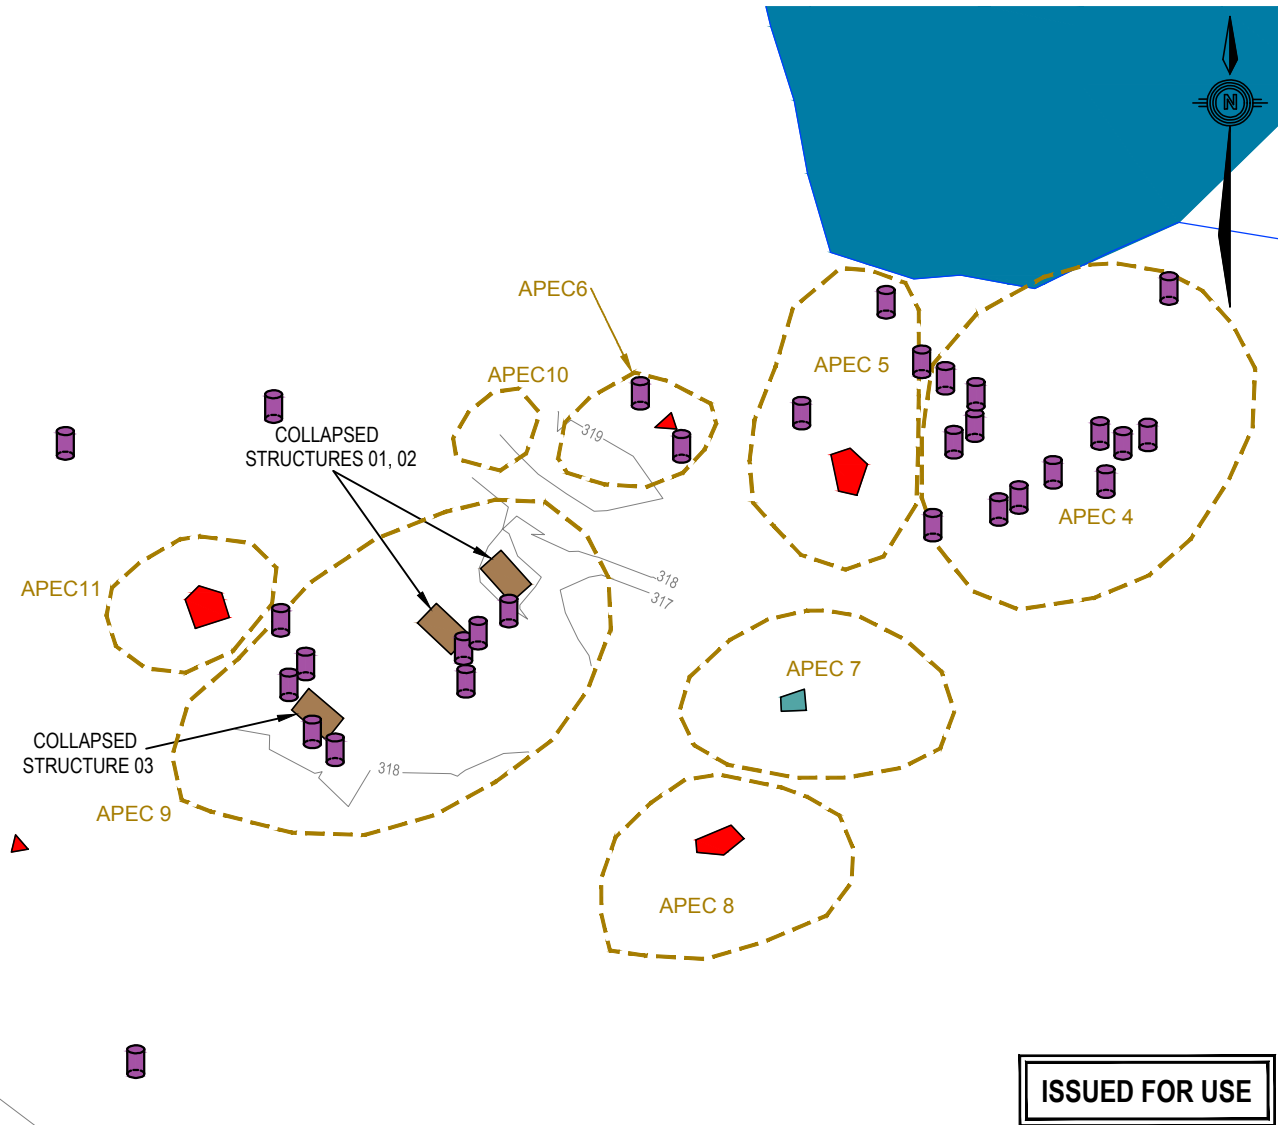 N
APEC6
APEC 5
APEC10
COLLAPSED
STRUCTURES 01, 02
319
APEC 4
318
317
APEC11
APEC 7
COLLAPSED
STRUCTURE 03
318
APEC 9
APEC 8
ISSUED FOR USE